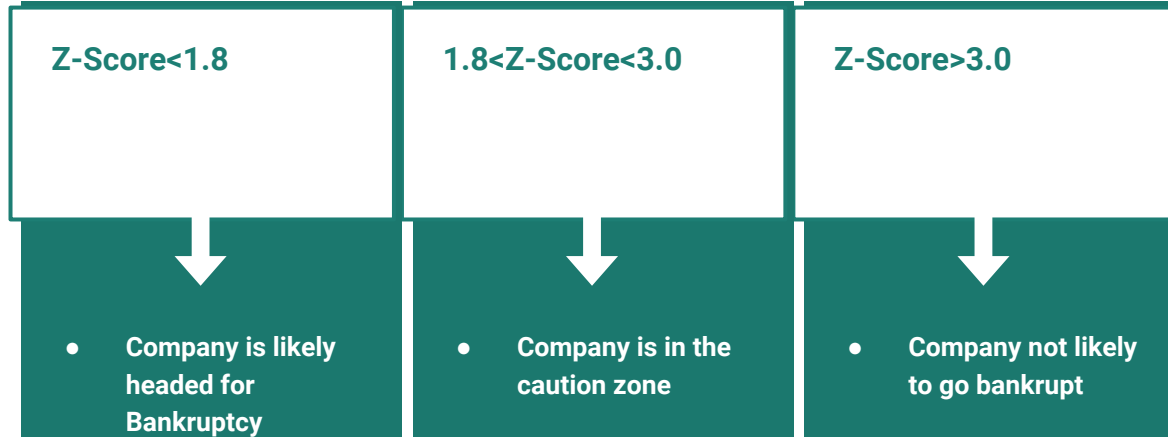 Z-Score<1.8
1.8<Z-Score<3.0
Z-Score>3.0
● Company is likely
headed for
Bankruptcy
● Company is in the
caution zone
● Company not likely
to go bankrupt